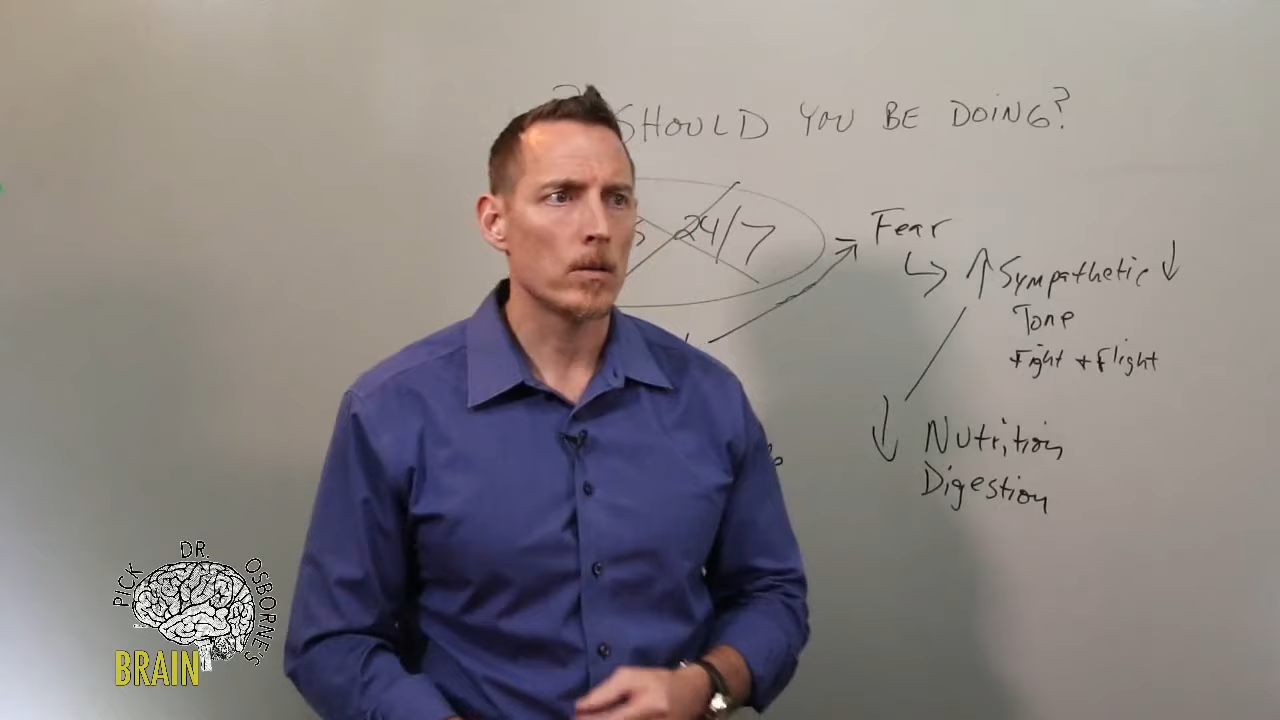 SHOULD YOU BE DOING?
24/7
= Fear
↑ Sympathetic ↓
Tone
Fight + Flight
↓ Nutrition
Digestion
PICK DR. OSBORNE'S
BRAIN